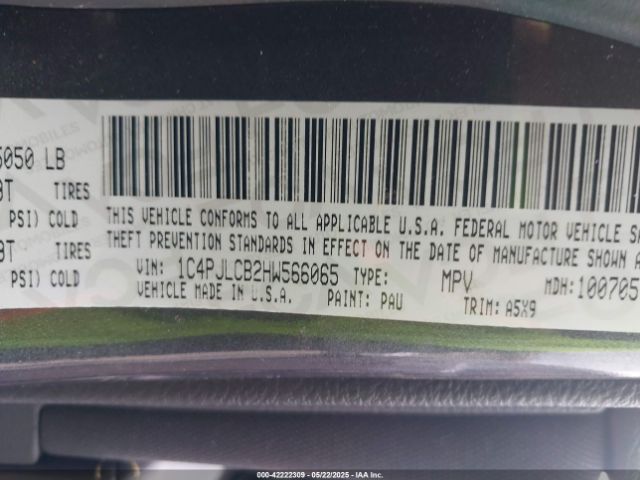 5050 LB
TIRES
PSI) COLD
TIRES
PSI) COLD
THIS VEHICLE CONFORMS TO ALL APPLICABLE U.S.A. FEDERAL MOTOR VEHICLE SA
THEFT PREVENTION STANDARDS IN EFFECT ON THE DATE OF MANUFACTURE SHOWN A
VIN: 1C4PJLCB2HW566065 TYPE: MPV MDH: 100705
VEHICLE MADE IN U.S.A. PAINT: PAU TRIM: A5X9
000-42222309 - 05/22/2025 - IAA Inc.